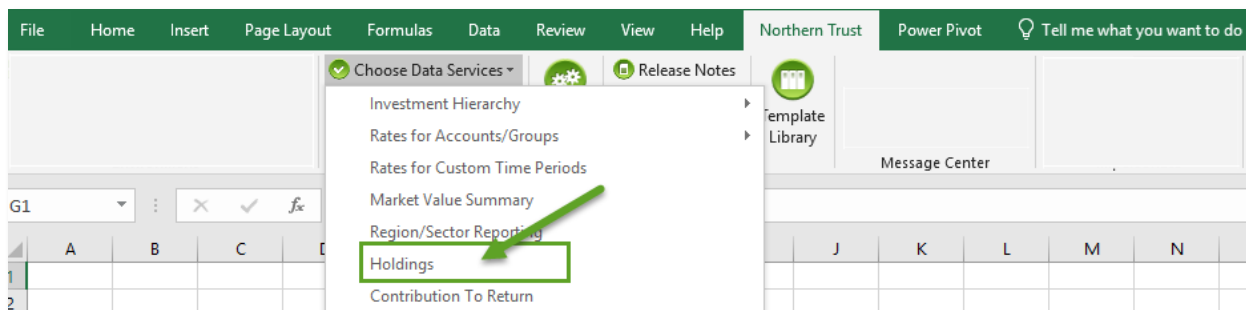 File Home Insert Page Layout Formulas Data Review View Help Northern Trust Power Pivot Tell me what you want to do
Choose Data Services
Release Notes
Template
Library
Message Center
Investment Hierarchy
Rates for Accounts/Groups
Rates for Custom Time Periods
Market Value Summary
Region/Sector Reporting
Holdings
Contribution To Return
G1 fx
A B C D J K L M N
1
2